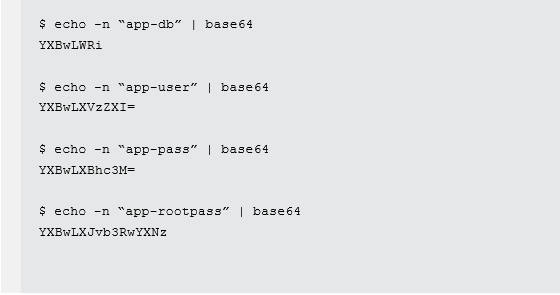 $ echo -n “app-db” | base64
YXBwLWRi
$ echo -n “app-user” | base64
YXBwLXVzZXI=
$ echo -n “app-pass” | base64
YXBwLXBhc3M=
$ echo -n “app-rootpass” | base64
YXBwLXJvb3RwYXNz